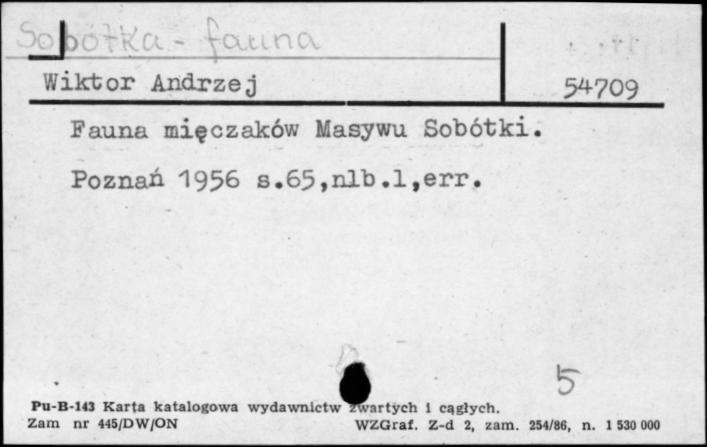 Sobótka - fauna
Wiktor Andrzej 54709
Fauna mięczaków Masywu Sobótki.
Poznań 1956 s.65,nlb.1,err.
5
Pu-B-143 Karta katalogowa wydawnictw zwartych i cągłych.
Zam nr 445/DW/ON WZGraf. Z-d 2, zam. 254/86, n. 1 530 000